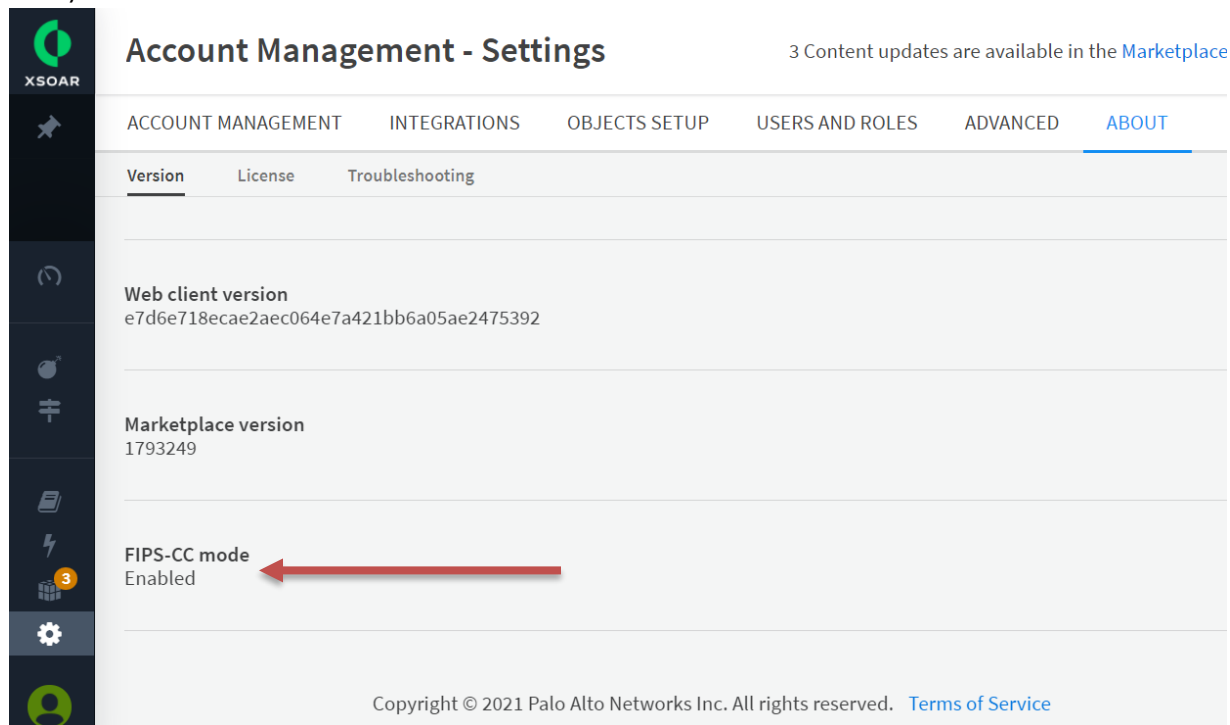 XSOAR
Account Management - Settings
3 Content updates are available in the Marketplace
ACCOUNT MANAGEMENT INTEGRATIONS OBJECTS SETUP USERS AND ROLES ADVANCED ABOUT
Version License Troubleshooting
Web client version
e7d6e718ecae2aec064e7a421bb6a05ae2475392
Marketplace version
1793249
FIPS-CC mode
Enabled
3
Copyright © 2021 Palo Alto Networks Inc. All rights reserved. Terms of Service